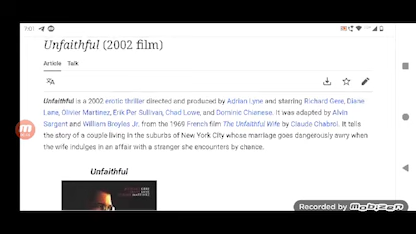 7:01
Unfaithful (2002 film)
Article Talk
Unfaithful is a 2002 erotic thriller directed and produced by Adrian Lyne and starring Richard Gere, Diane
Lane, Olivier Martinez, Erik Per Sullivan, Chad Lowe, and Dominic Chianese. It was adapted by Alvin
Sargent and William Broyles Jr. from the 1969 French film The Unfaithful Wife by Claude Chabrol. It tells
the story of a couple living in the suburbs of New York City whose marriage goes dangerously awry when
the wife indulges in an affair with a stranger she encounters by chance.
Unfaithful
Recorded by Mobizen